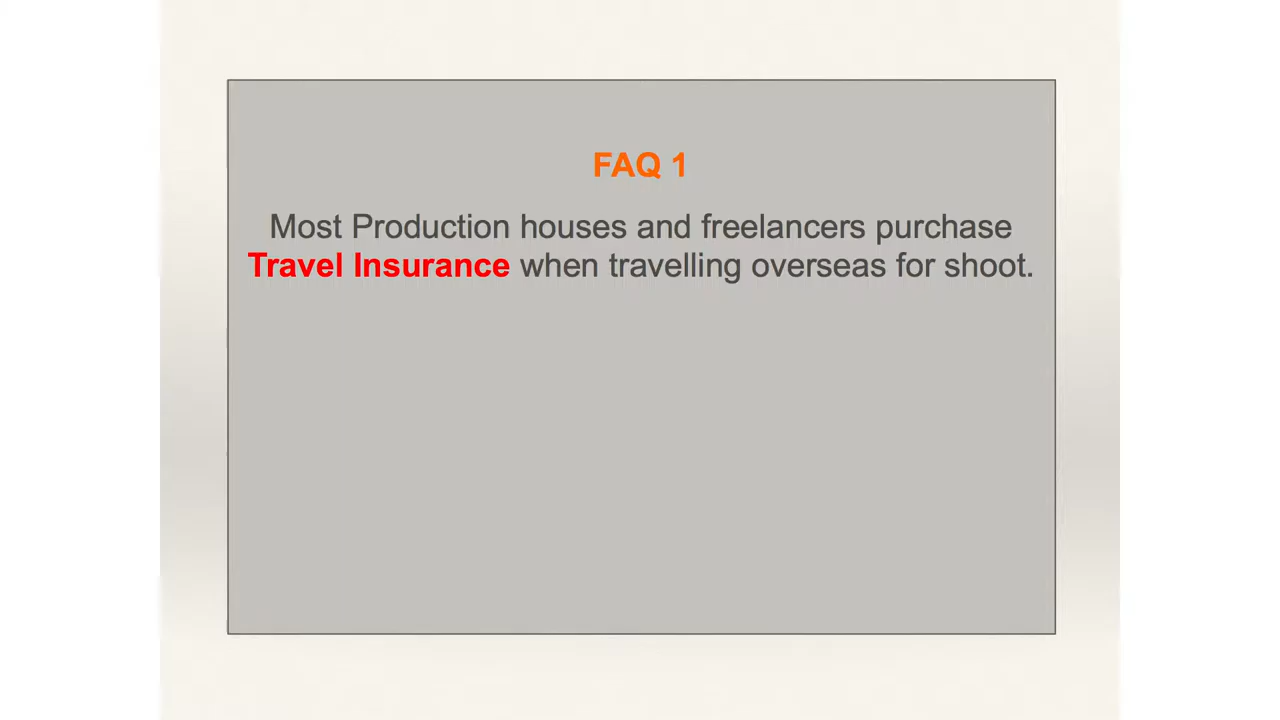 FAQ 1
Most Production houses and freelancers purchase
Travel Insurance when travelling overseas for shoot.